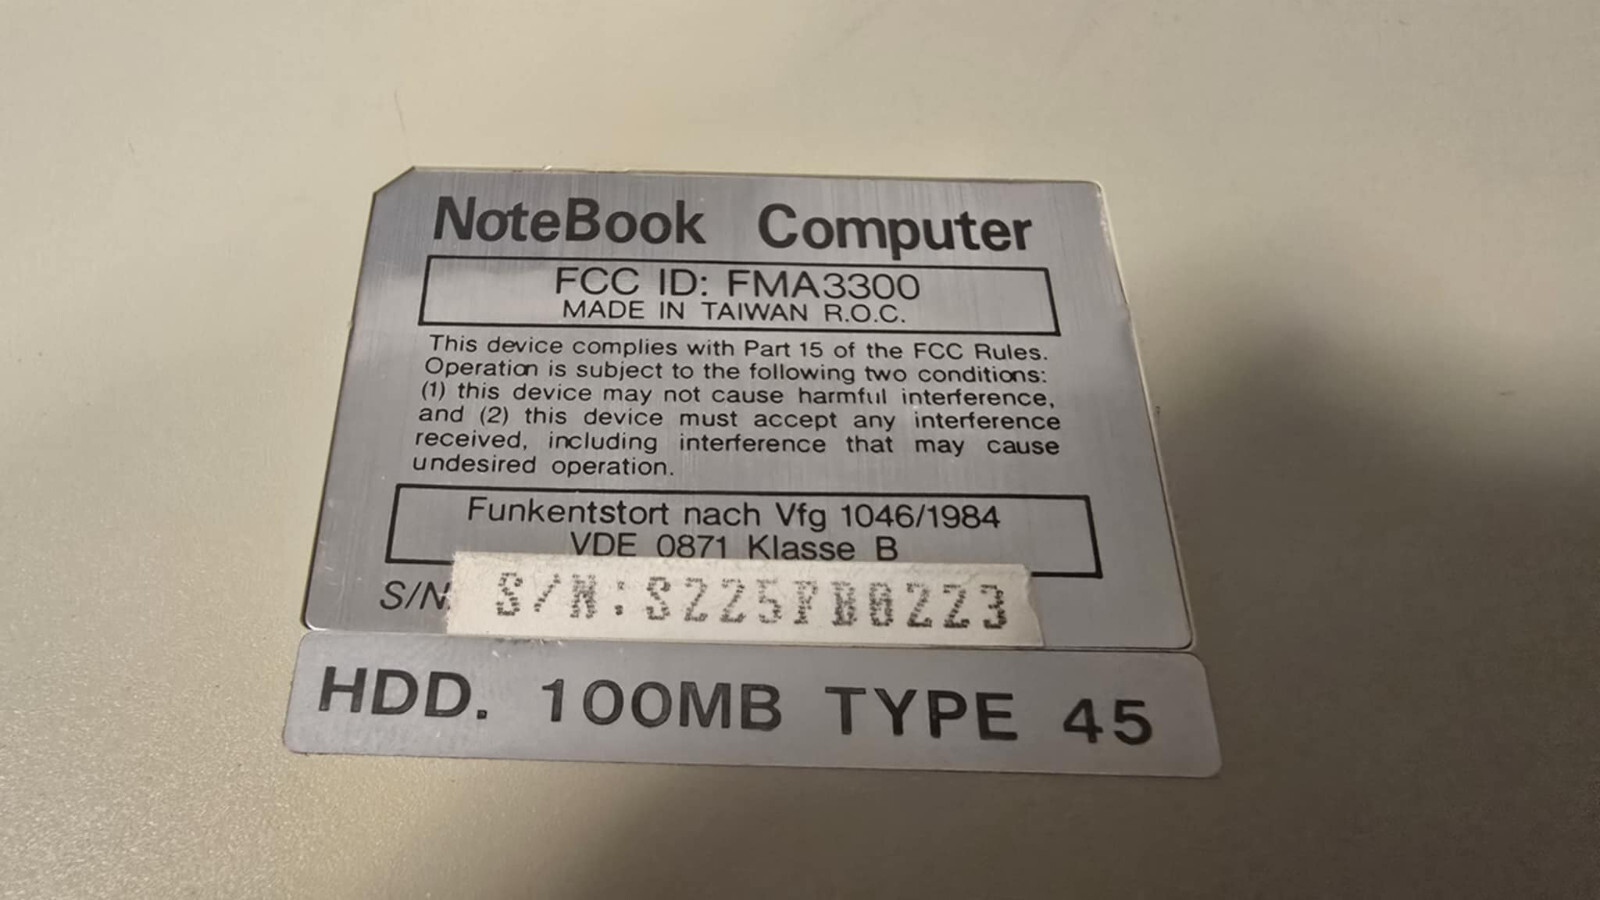 NoteBook Computer
FCC ID: FMA3300
MADE IN TAIWAN R.O.C.
This device complies with Part 15 of the FCC Rules.
Operation is subject to the following two conditions:
(1) this device may not cause harmful interference,
and (2) this device must accept any interference
received, including interference that may cause
undesired operation.
Funkentstort nach Vfg 1046/1984
VDE 0871 Klasse B
S/N:
HDD. 100MB TYPE 45